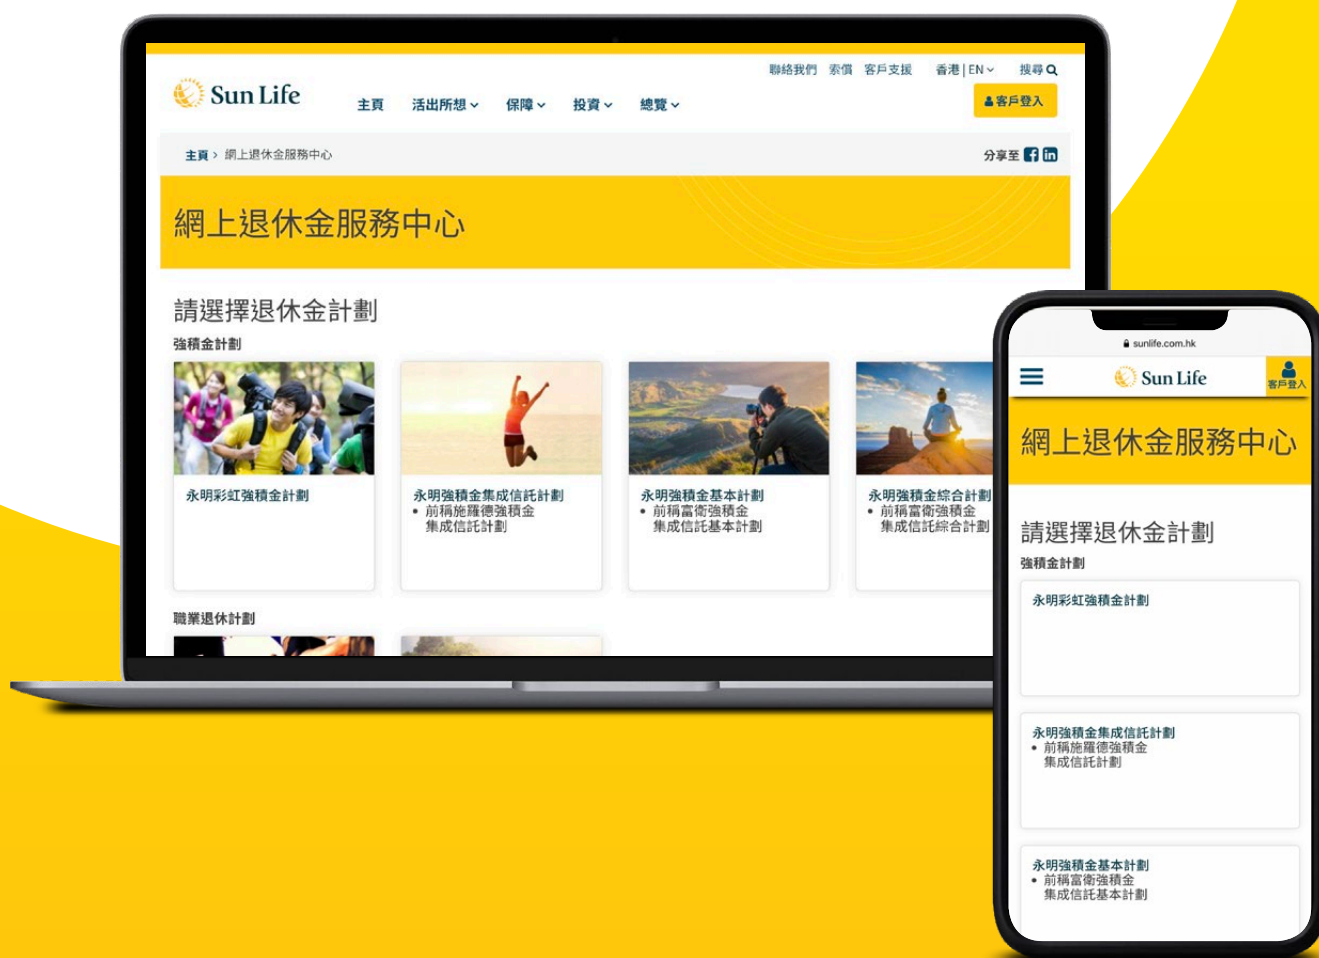 聯絡我們 索償 客戶支援 香港 | EN 搜尋
Sun Life
主頁 活出所想 保障 投資 總覽
客戶登入
主頁 > 網上退休金服務中心
分享至
網上退休金服務中心
請選擇退休金計劃
強積金計劃
永明彩虹強積金計劃
永明強積金集成信託計劃
• 前稱施羅德強積金
集成信託計劃
永明強積金基本計劃
• 前稱富衛強積金
集成信託基本計劃
永明強積金綜合計劃
• 前稱富衛強積金
集成信託綜合計劃
職業退休計劃
sunlife.com.hk
Sun Life
客戶登入
網上退休金服務中心
請選擇退休金計劃
強積金計劃
永明彩虹強積金計劃
永明強積金集成信託計劃
• 前稱施羅德強積金
集成信託計劃
永明強積金基本計劃
• 前稱富衛強積金
集成信託基本計劃